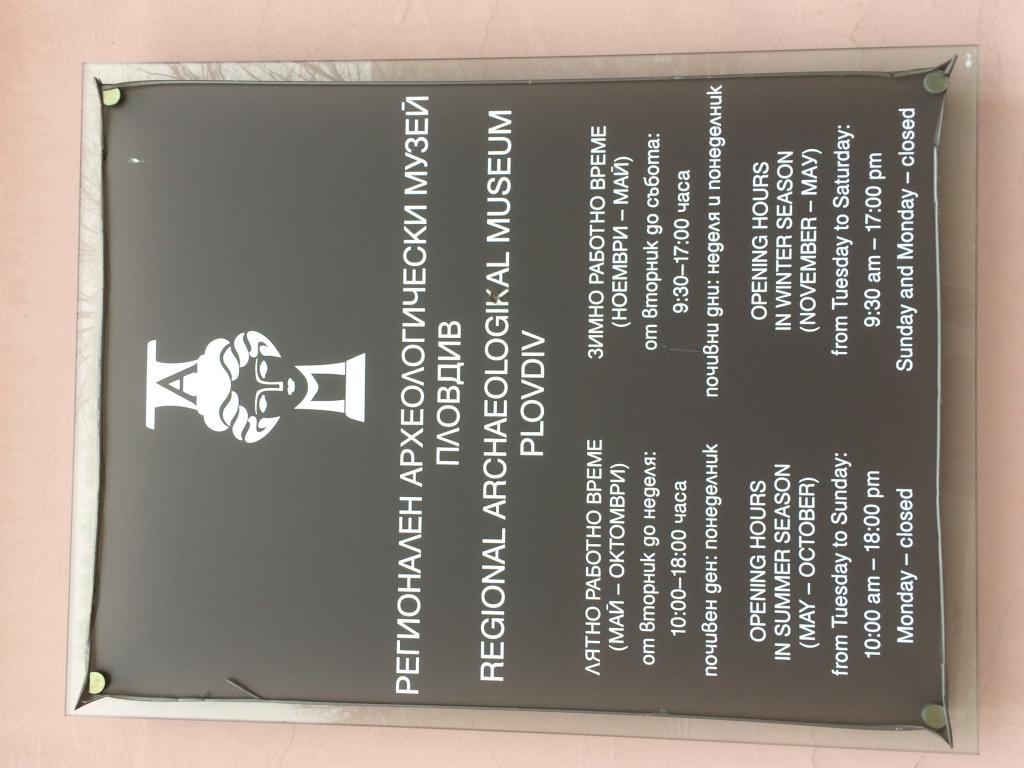 А
РЕГИОНАЛЕН АРХЕОЛОГИЧЕСКИ МУЗЕЙ
ПЛОВДИВ
REGIONAL ARCHAEOLOGIKAL MUSEUM
PLOVDIV
ЛЯТНО РАБОТНО ВРЕМЕ
(МАЙ – ОКТОМВРИ)
от вторник до неделя:
10:00–18:00 часа
почивен ден: понеделник
OPENING HOURS
IN SUMMER SEASON
(MAY – OCTOBER)
from Tuesday to Sunday:
10:00 am – 18:00 pm
Monday – closed
ЗИМНО РАБОТНО ВРЕМЕ
(НОЕМВРИ – МАЙ)
от вторник до събота:
9:30–17:00 часа
почивни дни: неделя и понеделник
OPENING HOURS
IN WINTER SEASON
(NOVEMBER – MAY)
from Tuesday to Saturday:
9:30 am – 17:00 pm
Sunday and Monday – closed